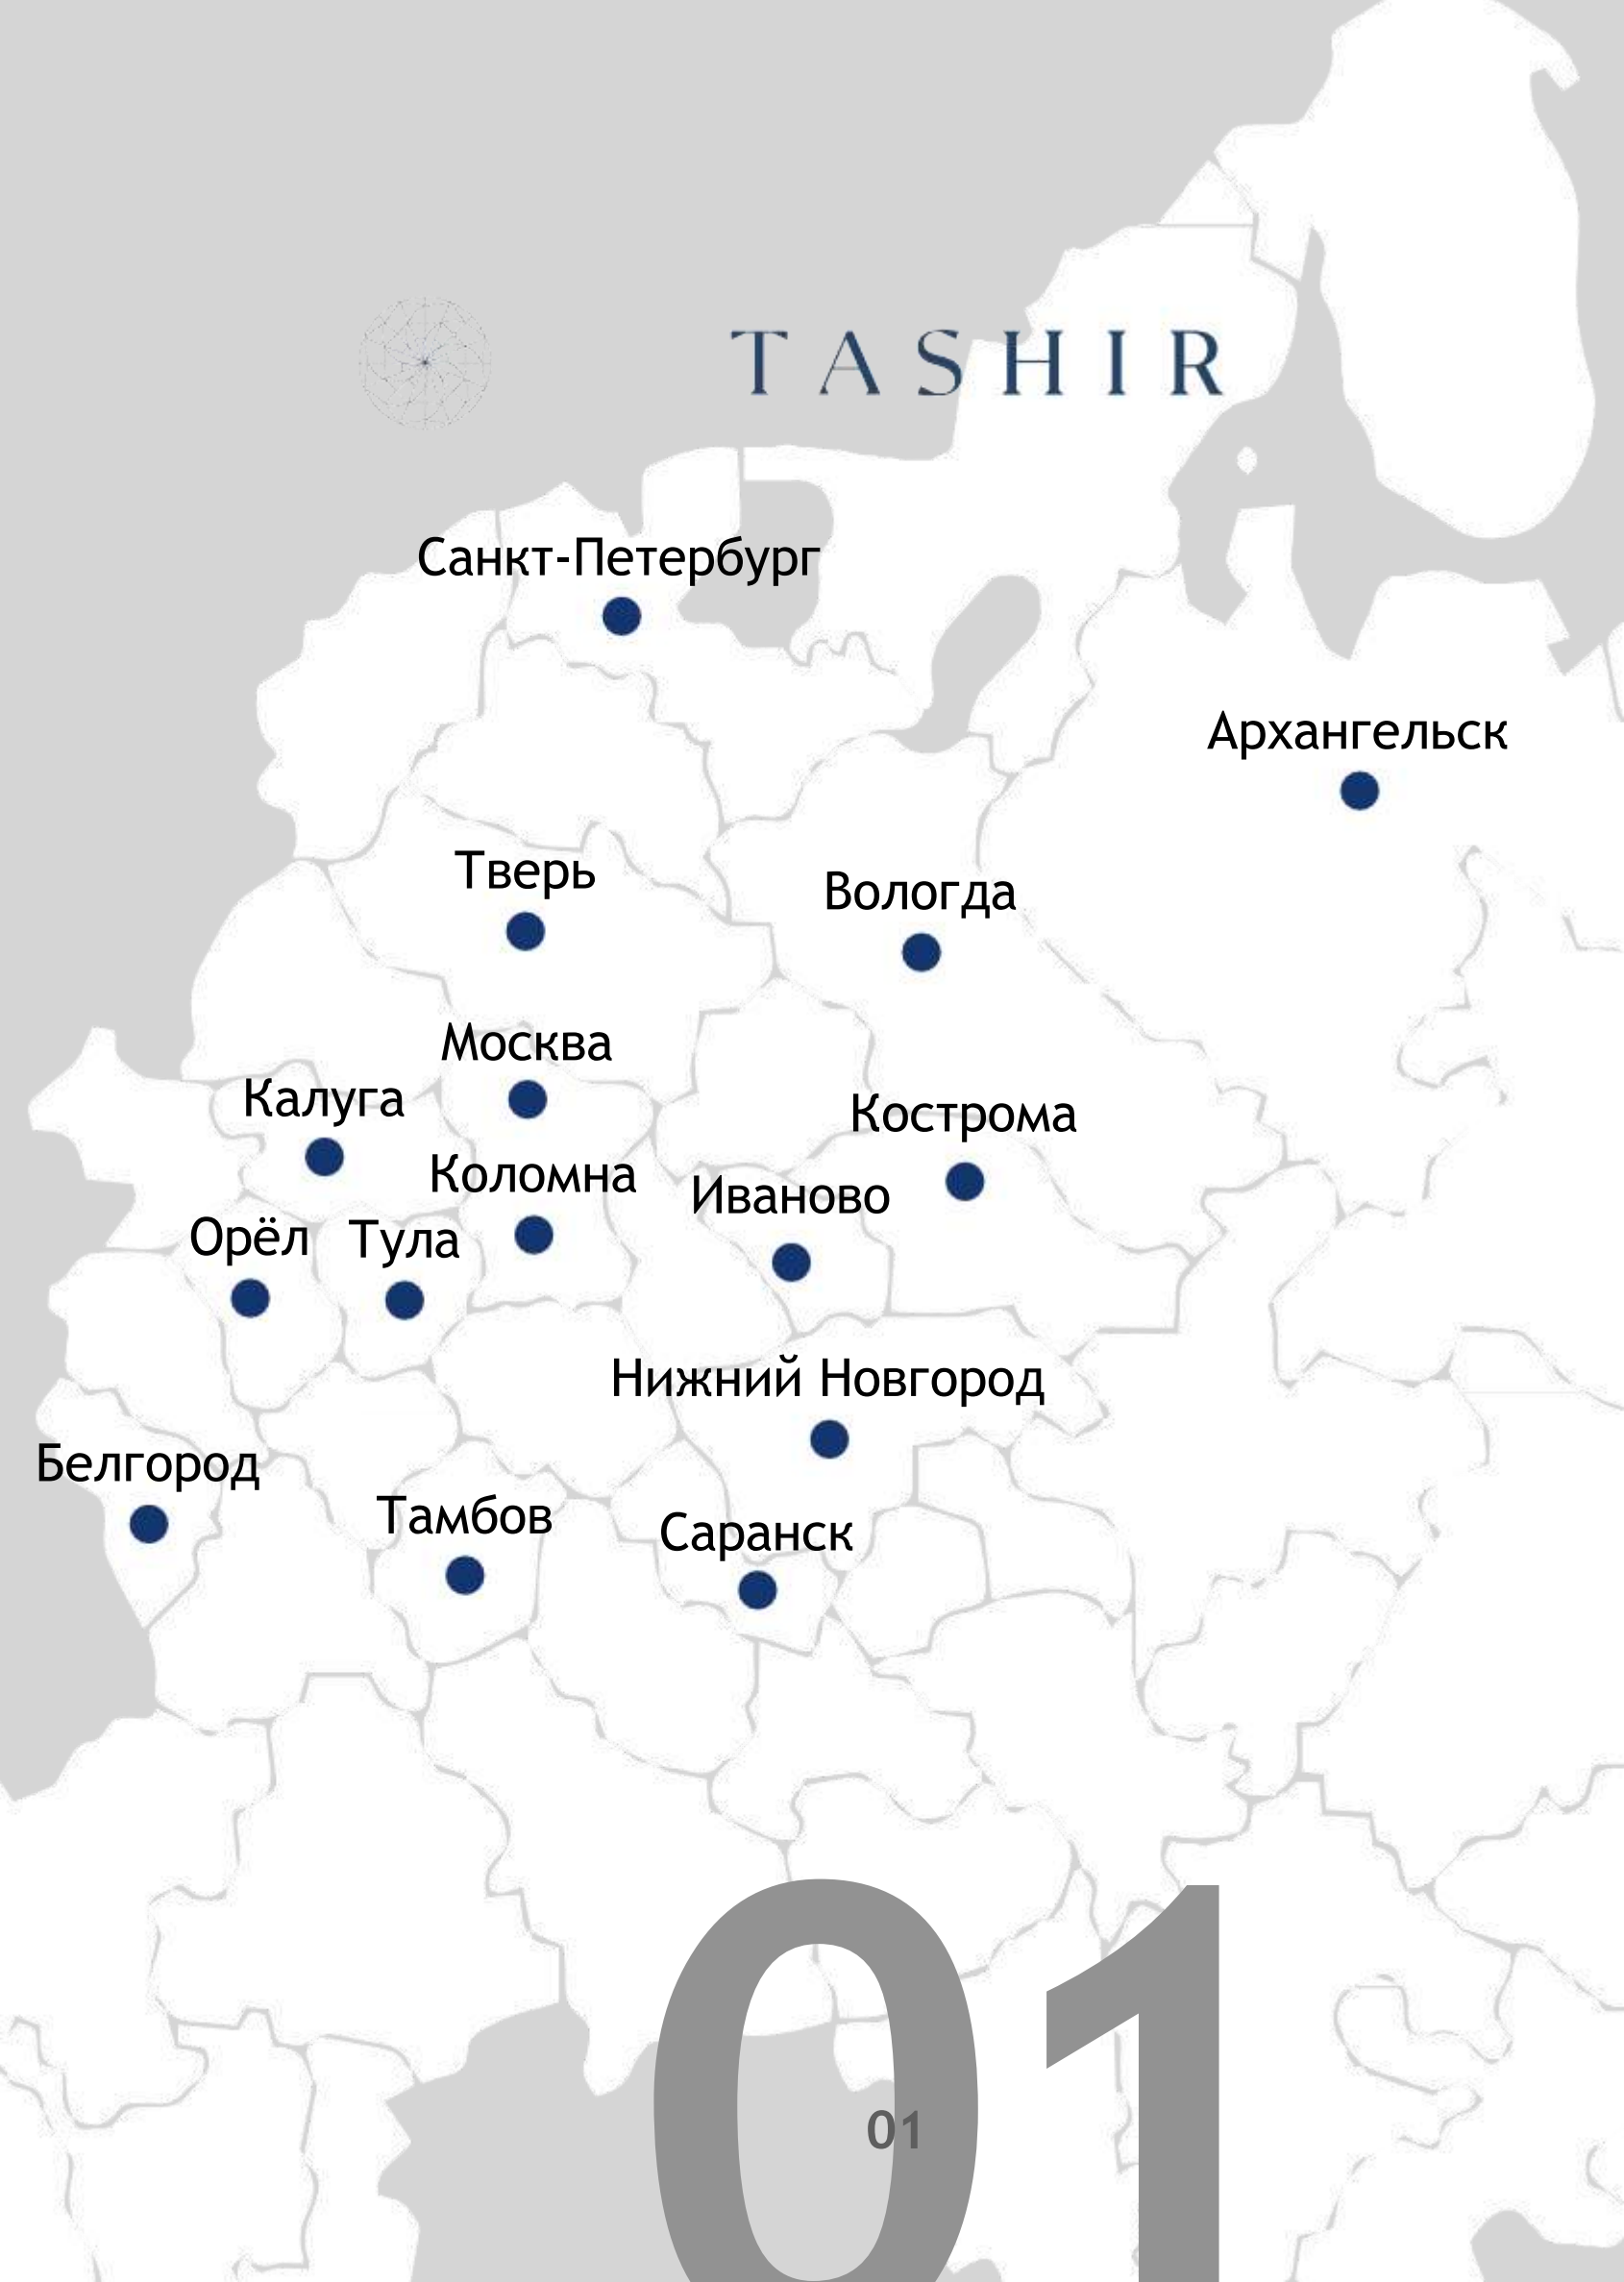 TASHIR
Санкт-Петербург
Архангельск
Тверь
Вологда
Москва
Калуга
Кострома
Коломна
Иваново
Орёл
Тула
Нижний Новгород
Белгород
Тамбов
Саранск
01
01